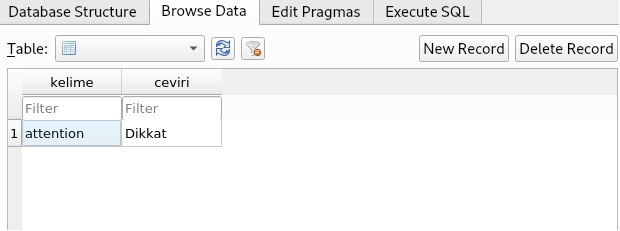 Database Structure Browse Data Edit Pragmas Execute SQL
Table: New Record Delete Record
kelime ceviri
Filter Filter
1 attention Dikkat